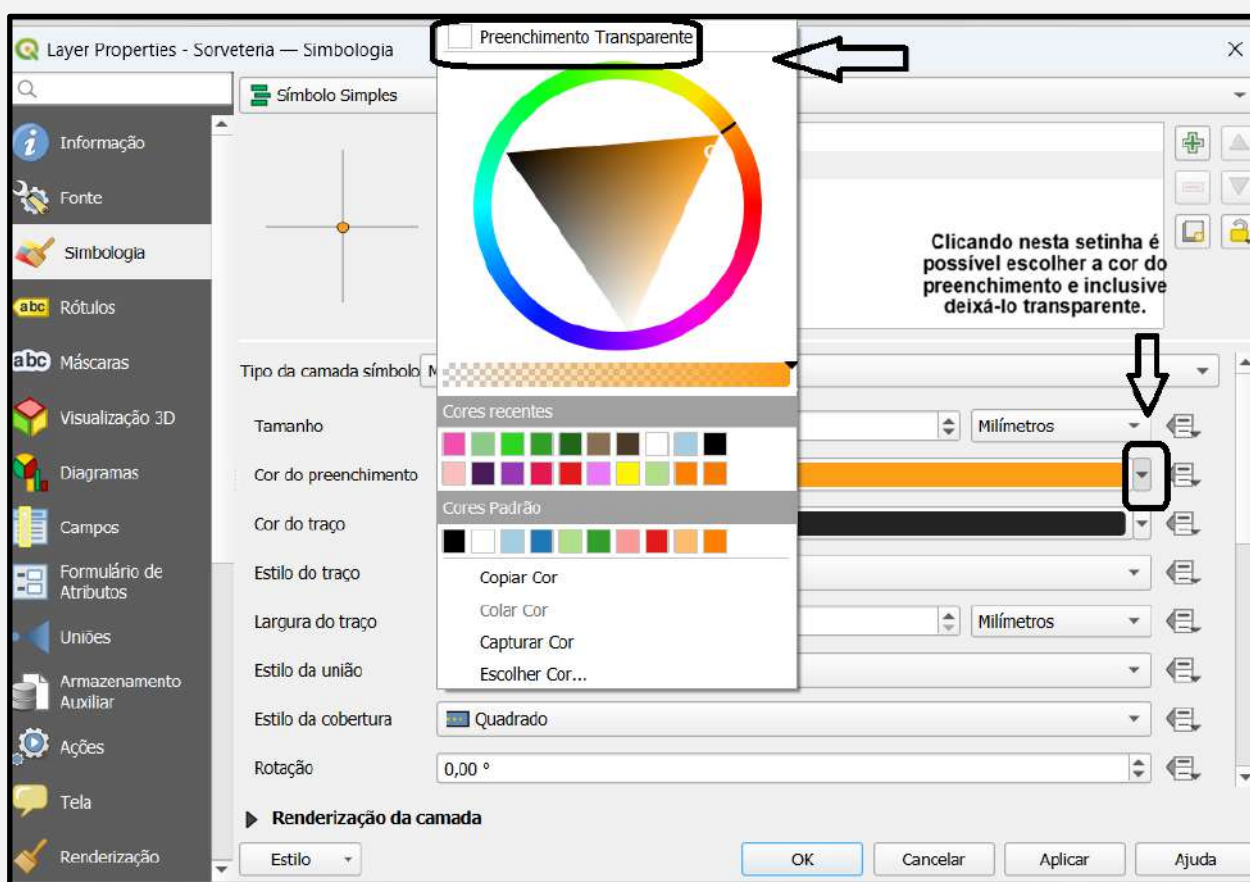 Layer Properties - Sorveteria — Simbologia
Preenchimento Transparente
Símbolo Simples
Informação
Fonte
Simbologia
abc Rótulos
abc Máscaras
Visualização 3D
Diagramas
Campos
Formulário de
Atributos
Uniões
Armazenamento
Auxiliar
Ações
Tela
Renderização
Clicando nesta setinha é
possível escolher a cor do
preenchimento e inclusive
deixá-lo transparente.
Tipo da camada símbolo M
Cores recentes
Tamanho
Milímetros
Cor do preenchimento
Cores Padrão
Cor do traço
Copiar Cor
Estilo do traço
Colar Cor
Largura do traço
Milímetros
Capturar Cor
Estilo da união
Escolher Cor...
Estilo da cobertura
Quadrado
Rotação
0,00 °
Renderização da camada
Estilo
OK
Cancelar
Aplicar
Ajuda